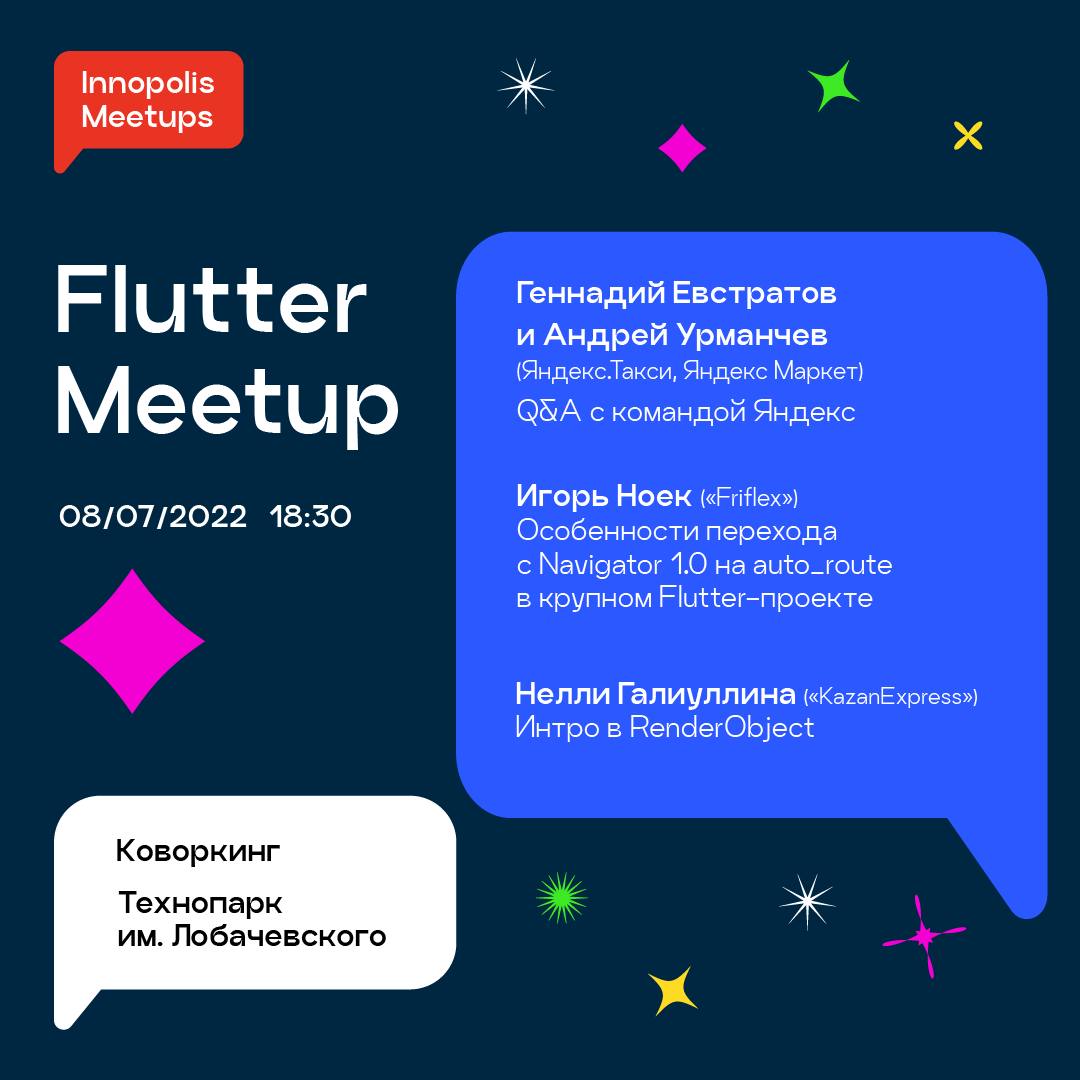 Innopolis
Meetups
Flutter
Meetup
08/07/2022 18:30
Геннадий Евстратов
и Андрей Урманчев
(Яндекс.Такси, Яндекс Маркет)
Q&A с командой Яндекс
Игорь Ноек («Friflex»)
Особенности перехода
с Navigator 1.0 на auto_route
в крупном Flutter-проекте
Нелли Галиуллина («KazanExpress»)
Интро в RenderObject
Коворкинг
Технопарк
им. Лобачевского